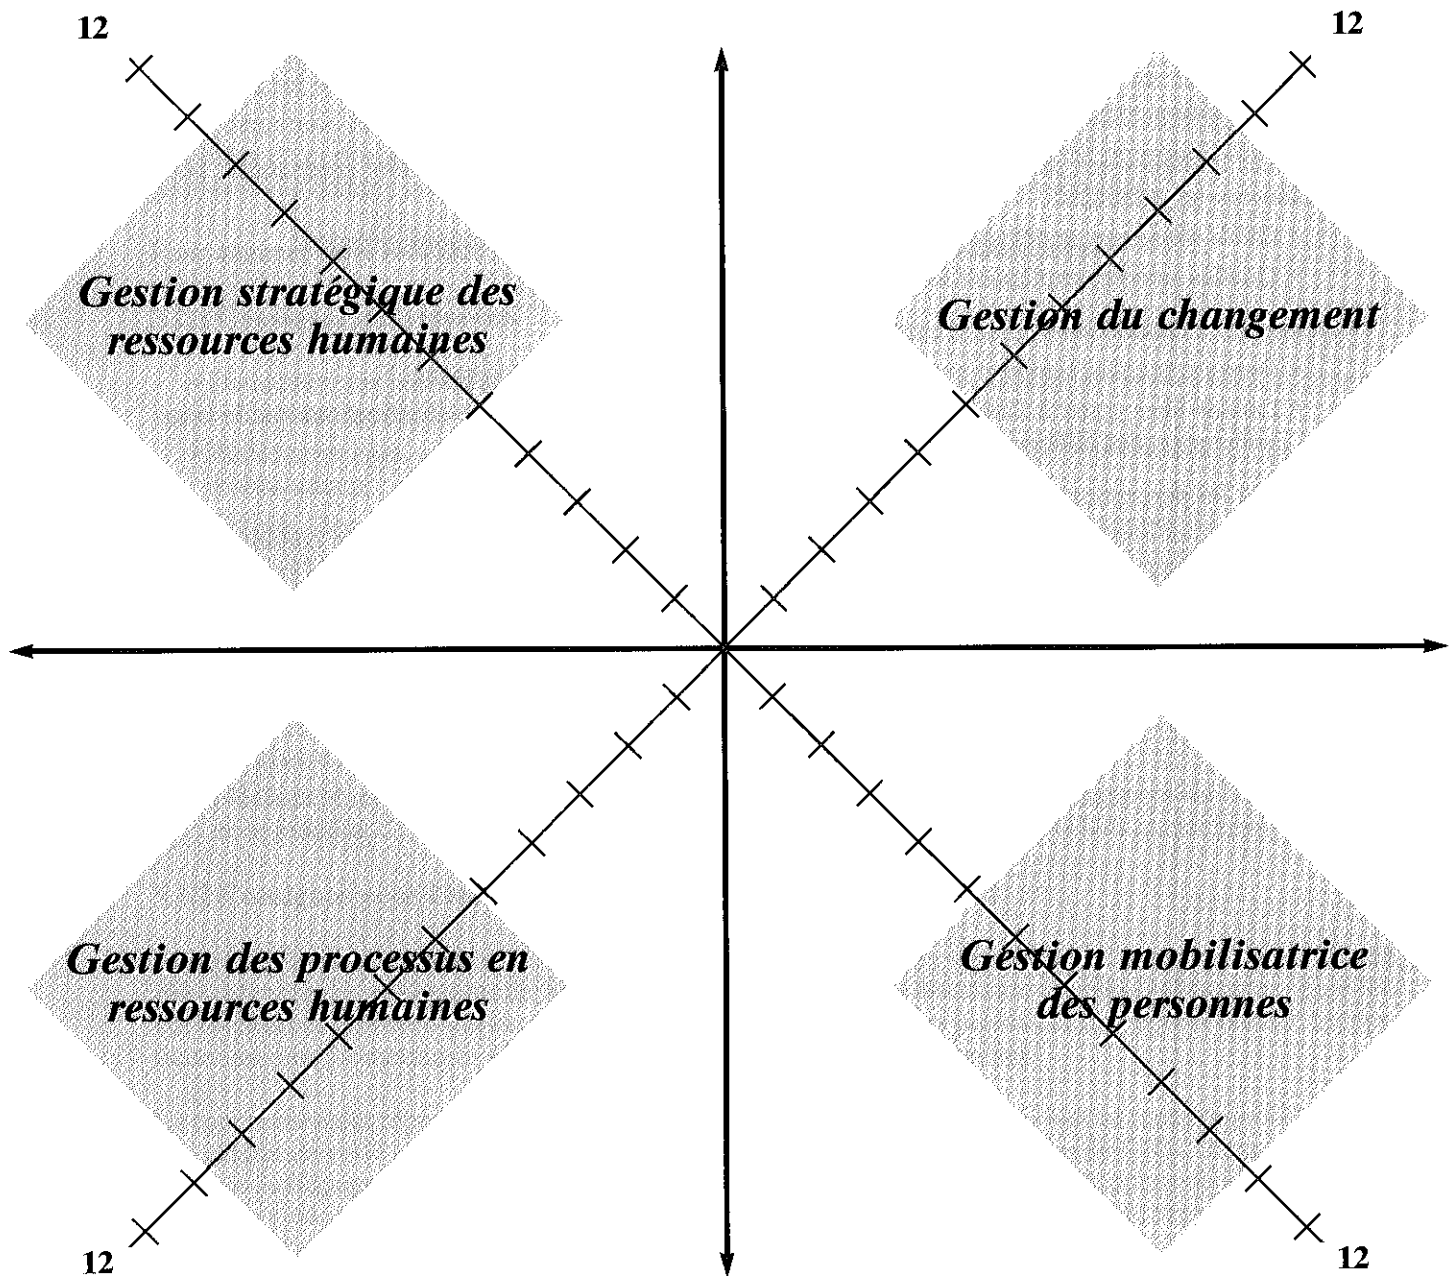 12
12
Gestion stratégique des
ressources humaines
Gestion du changement
Gestion des processus en
ressources humaines
Gestion mobilisatrice
des personnes
12
12